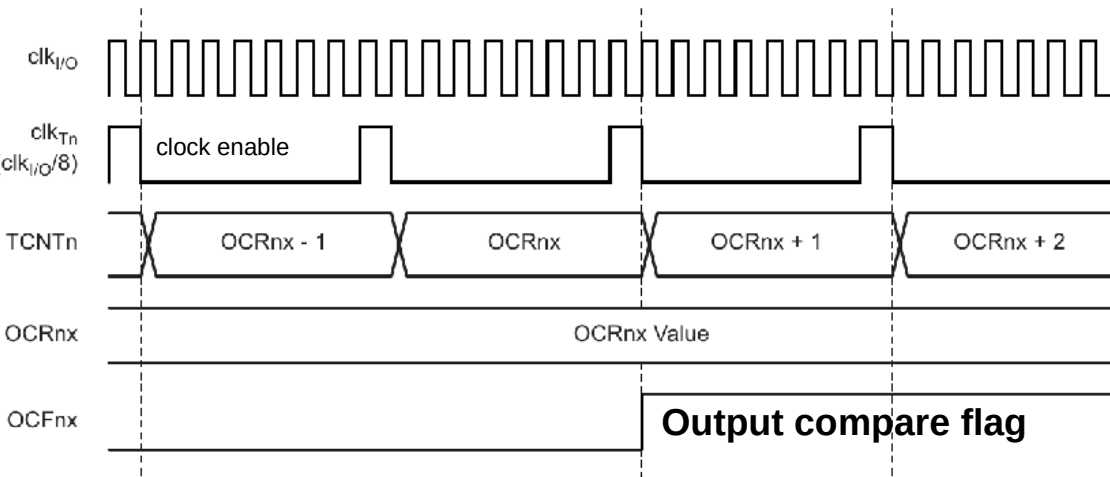 clkI/O
clkTn
(clkI/O/8)
clock enable
TCNTn
OCRnx - 1
OCRnx
OCRnx + 1
OCRnx + 2
OCRnx
OCRnx Value
OCFnx
Output compare flag